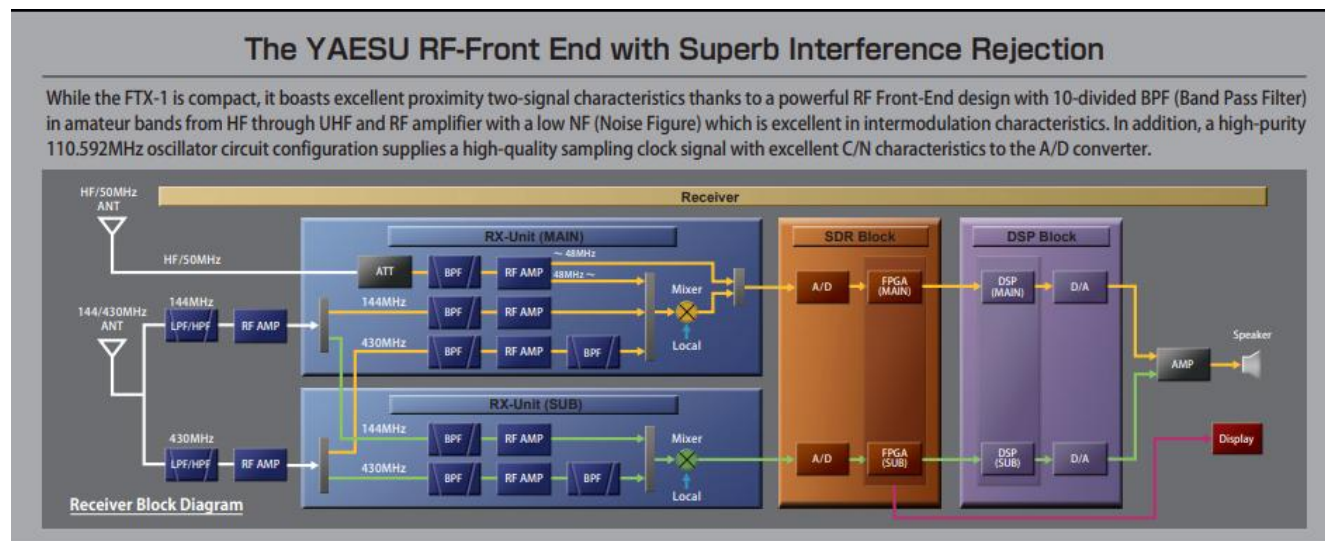 The YAESU RF-Front End with Superb Interference Rejection
While the FTX-1 is compact, it boasts excellent proximity two-signal characteristics thanks to a powerful RF Front-End design with 10-divided BPF (Band Pass Filter)
in amateur bands from HF through UHF and RF amplifier with a low NF (Noise Figure) which is excellent in intermodulation characteristics. In addition, a high-purity
110.592MHz oscillator circuit configuration supplies a high-quality sampling clock signal with excellent C/N characteristics to the A/D converter.
HF/50MHz
ANT
Receiver
RX-Unit (MAIN)
SDR Block
DSP Block
HF/50MHz
ATT
BPF
RF AMP
~ 48MHz
48MHz ~
Mixer
Local
A/D
FPGA
(MAIN)
DSP
(MAIN)
D/A
144/430MHz
ANT
144MHz
LPF/HPF
RF AMP
144MHz
BPF
RF AMP
430MHz
BPF
RF AMP
BPF
Speaker
AMP
RX-Unit (SUB)
430MHz
LPF/HPF
RF AMP
144MHz
BPF
RF AMP
430MHz
BPF
RF AMP
BPF
Mixer
Local
A/D
FPGA
(SUB)
DSP
(SUB)
D/A
Display
Receiver Block Diagram